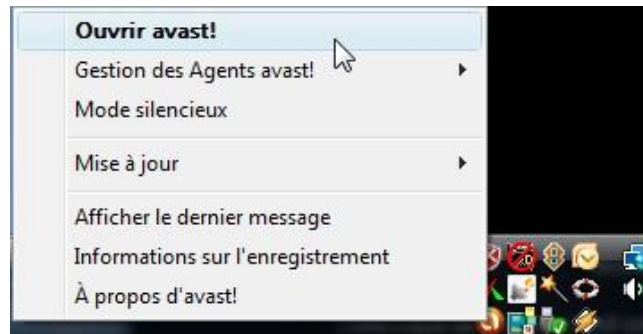 Ouvrir avast!
Gestion des Agents avast!
Mode silencieux
Mise à jour
Afficher le dernier message
Informations sur l'enregistrement
À propos d'avast!